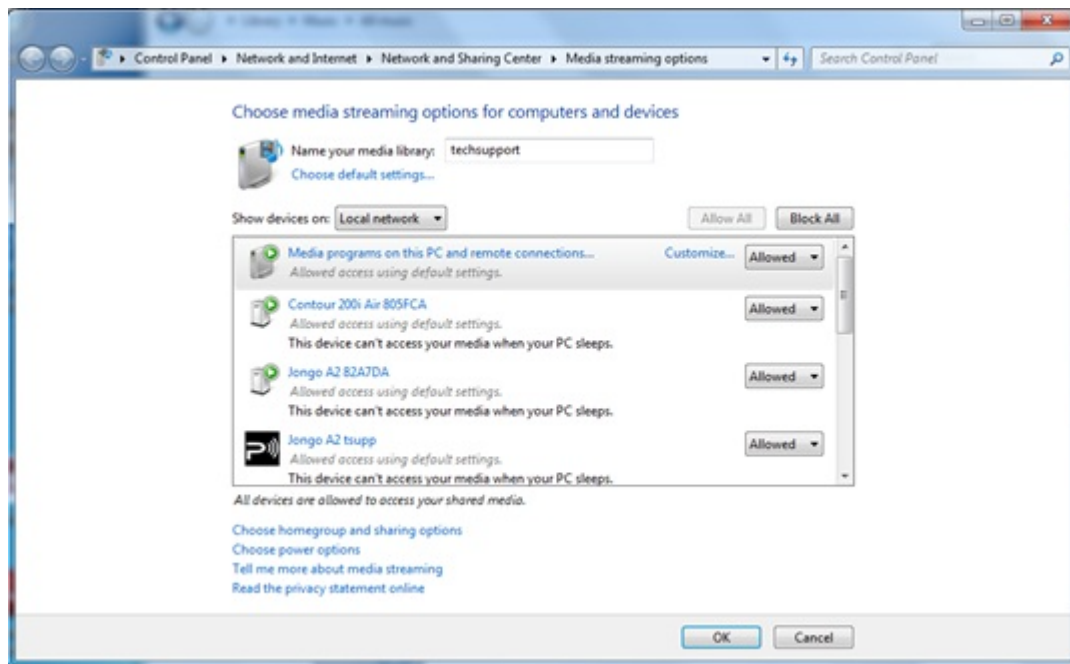 Library Music All music
Control Panel Network and Internet Network and Sharing Center Media streaming options Search Control Panel
Choose media streaming options for computers and devices
Name your media library: techsupport
Choose default settings...
Show devices on: Local network Allow All Block All
Media programs on this PC and remote connections... Customize... Allowed
Allowed access using default settings.
Contour 200i Air 805FCA Allowed
Allowed access using default settings.
This device can't access your media when your PC sleeps.
Jongo A2 82A7DA Allowed
Allowed access using default settings.
This device can't access your media when your PC sleeps.
Jongo A2 tsupp Allowed
Allowed access using default settings.
This device can't access your media when your PC sleeps.
All devices are allowed to access your shared media.
Choose homegroup and sharing options
Choose power options
Tell me more about media streaming
Read the privacy statement online
OK Cancel